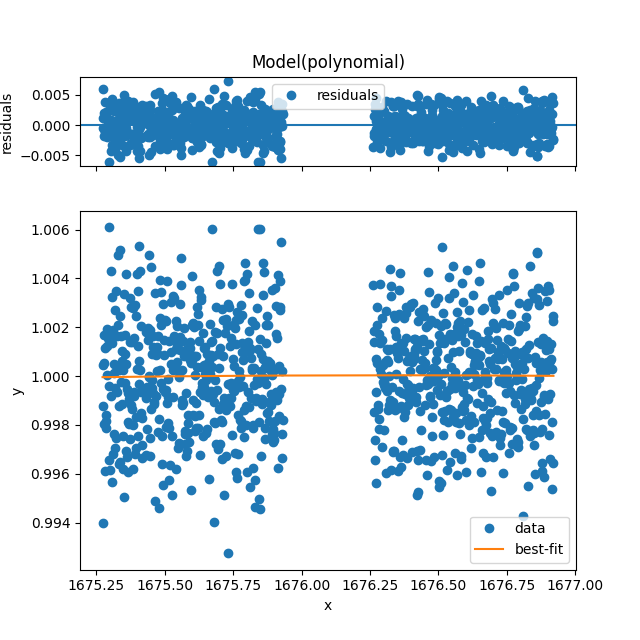 Model(polynomial)
residuals
0.005
0.000
−0.005
residuals
y
1.006
1.004
1.002
1.000
0.998
0.996
0.994
data
best-fit
1675.25 1675.50 1675.75 1676.00 1676.25 1676.50 1676.75 1677.00
x